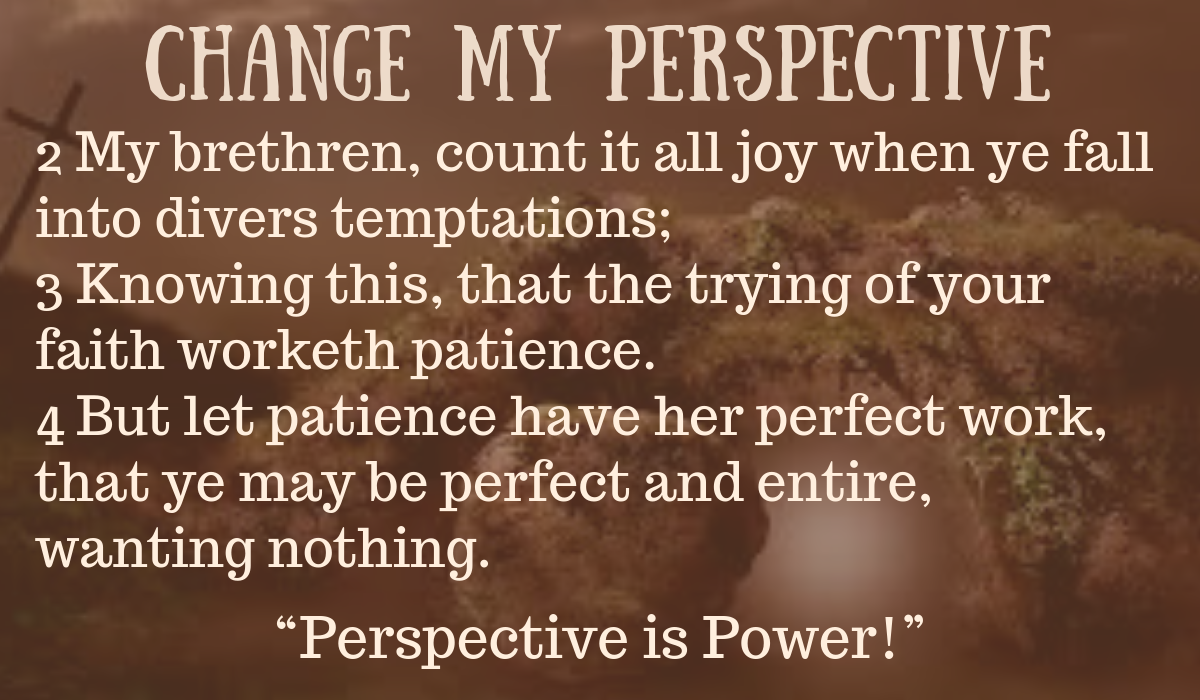 CHANGE MY PERSPECTIVE
2 My brethren, count it all joy when ye fall
into divers temptations;
3 Knowing this, that the trying of your
faith worketh patience.
4 But let patience have her perfect work,
that ye may be perfect and entire,
wanting nothing.
“Perspective is Power!”